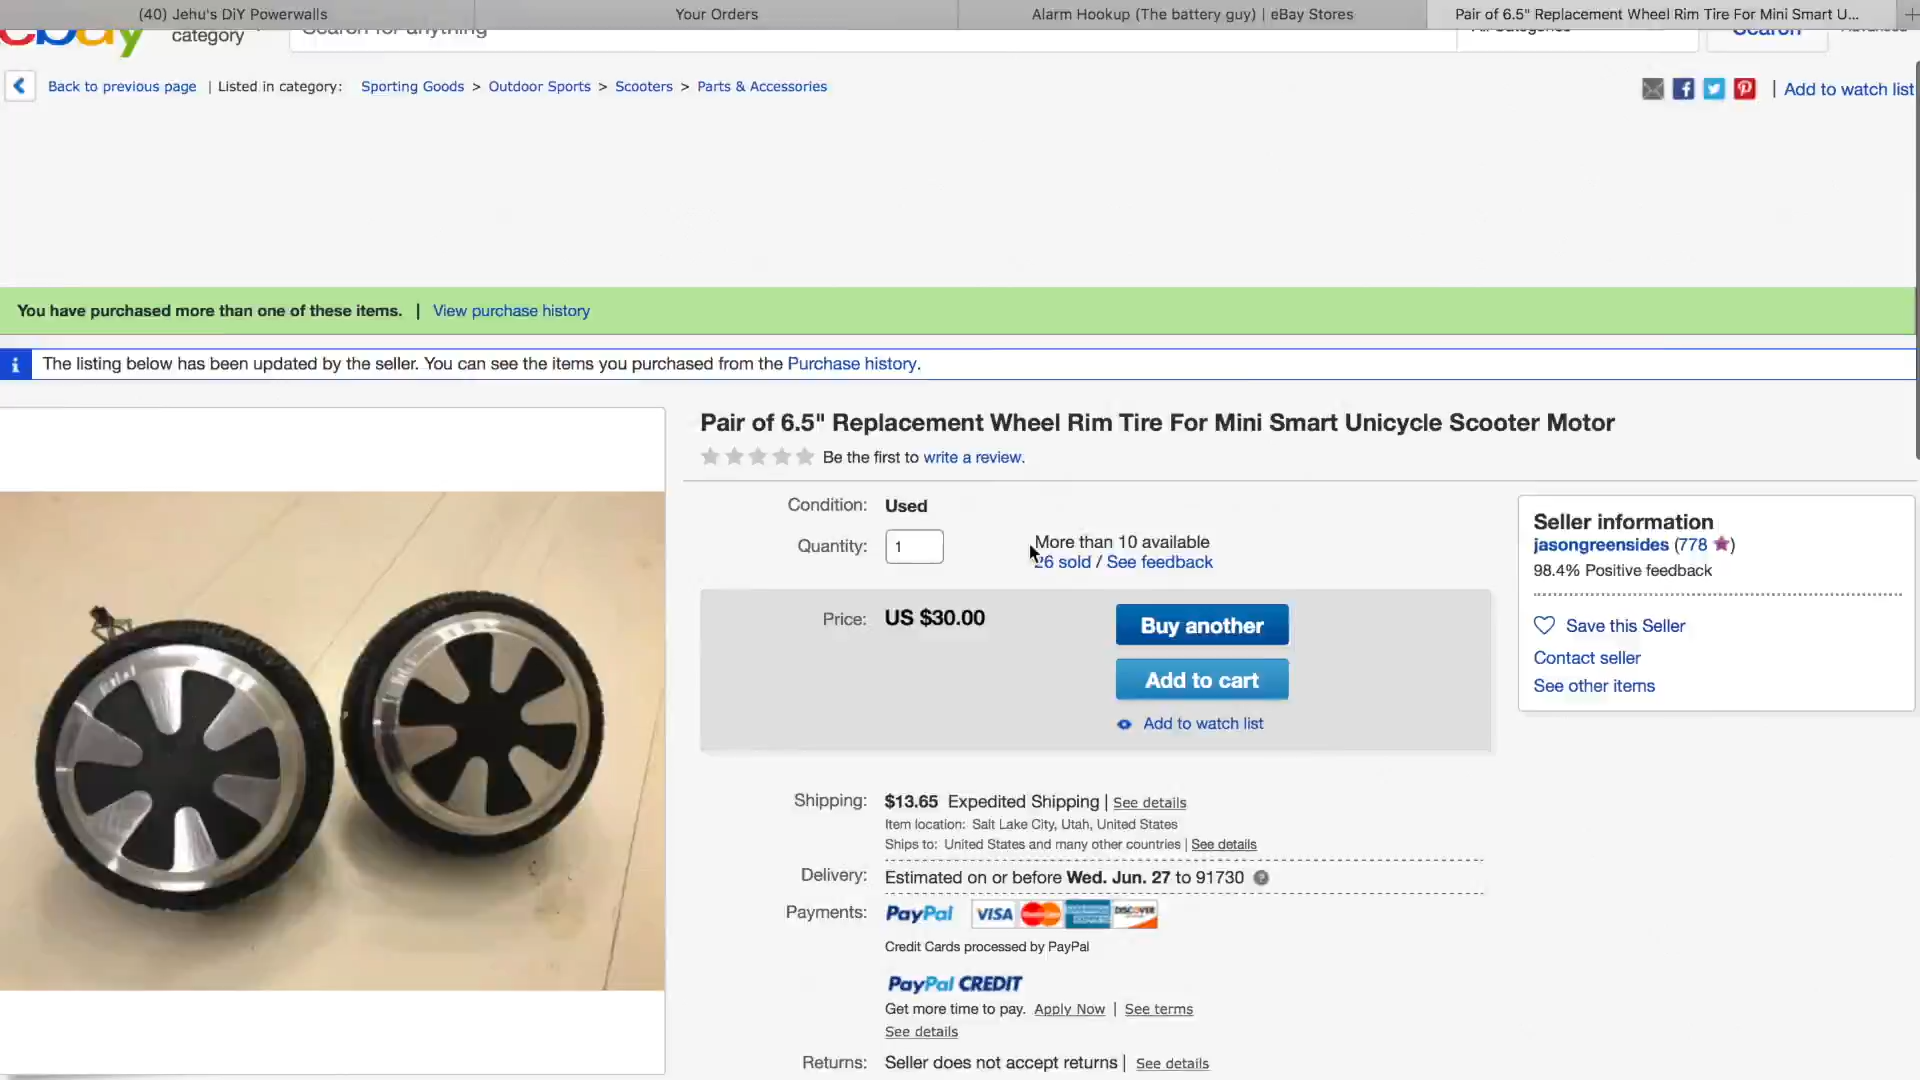 (40) Jehu's DiY Powerwalls
Your Orders
Alarm Hookup (The battery guy) | eBay Stores
Pair of 6.5" Replacement Wheel Rim Tire For Mini Smart U...
ebay
category
Search for anything
All Categories
Search
Advanced
Back to previous page | Listed in category: Sporting Goods > Outdoor Sports > Scooters > Parts & Accessories
| Add to watch list
You have purchased more than one of these items. | View purchase history
The listing below has been updated by the seller. You can see the items you purchased from the Purchase history.
Pair of 6.5" Replacement Wheel Rim Tire For Mini Smart Unicycle Scooter Motor
Be the first to write a review.
Condition: Used
Quantity: 1
More than 10 available
26 sold / See feedback
Price: US $30.00
Buy another
Add to cart
Add to watch list
Seller information
jasongreensides (778)
98.4% Positive feedback
Save this Seller
Contact seller
See other items
Shipping: $13.65 Expedited Shipping | See details
Item location: Salt Lake City, Utah, United States
Ships to: United States and many other countries | See details
Delivery: Estimated on or before Wed. Jun. 27 to 91730
Payments: PayPal VISA DISCOVER
Credit Cards processed by PayPal
PayPal CREDIT
Get more time to pay. Apply Now | See terms
See details
Returns: Seller does not accept returns | See details